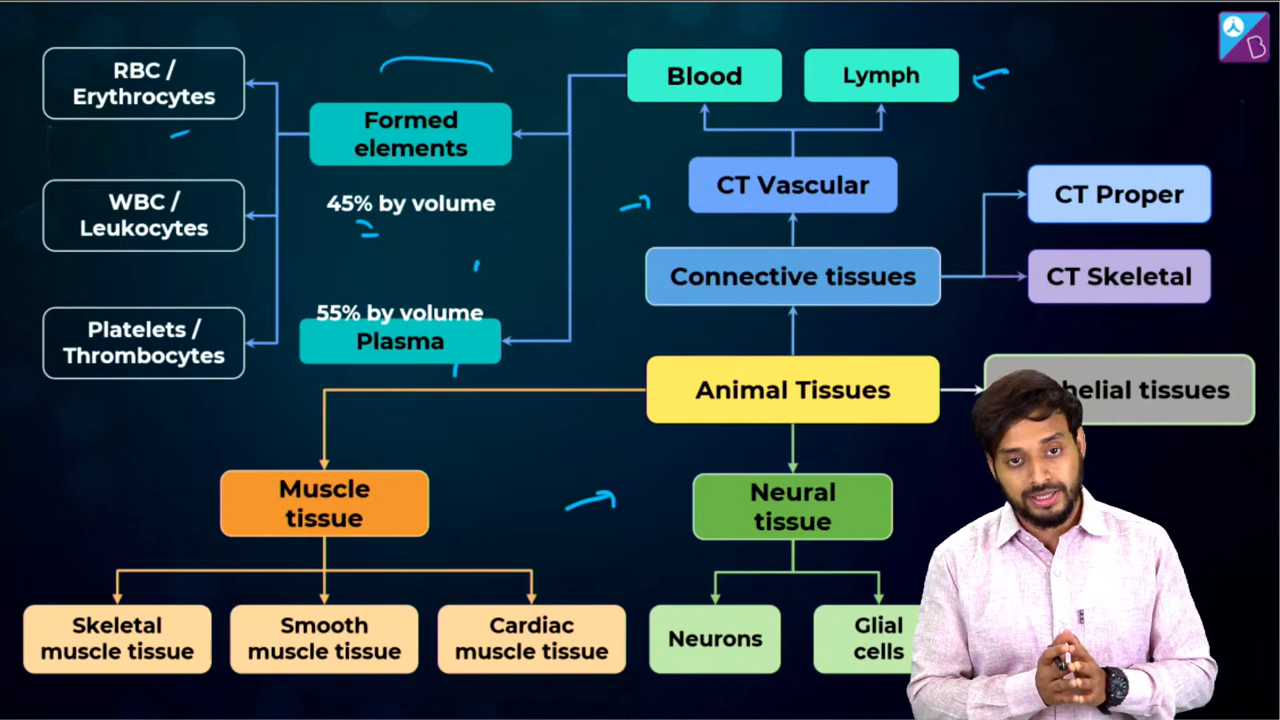 RBC /
Erythrocytes
Formed
elements
Blood
Lymph
WBC /
Leukocytes
45% by volume
CT Vascular
CT Proper
Connective tissues
CT Skeletal
55% by volume
Plasma
Platelets /
Thrombocytes
Animal Tissues
tissues
Muscle
tissue
Neural
tissue
Skeletal
muscle tissue
Smooth
muscle tissue
Cardiac
muscle tissue
Neurons
Glial
cells
B